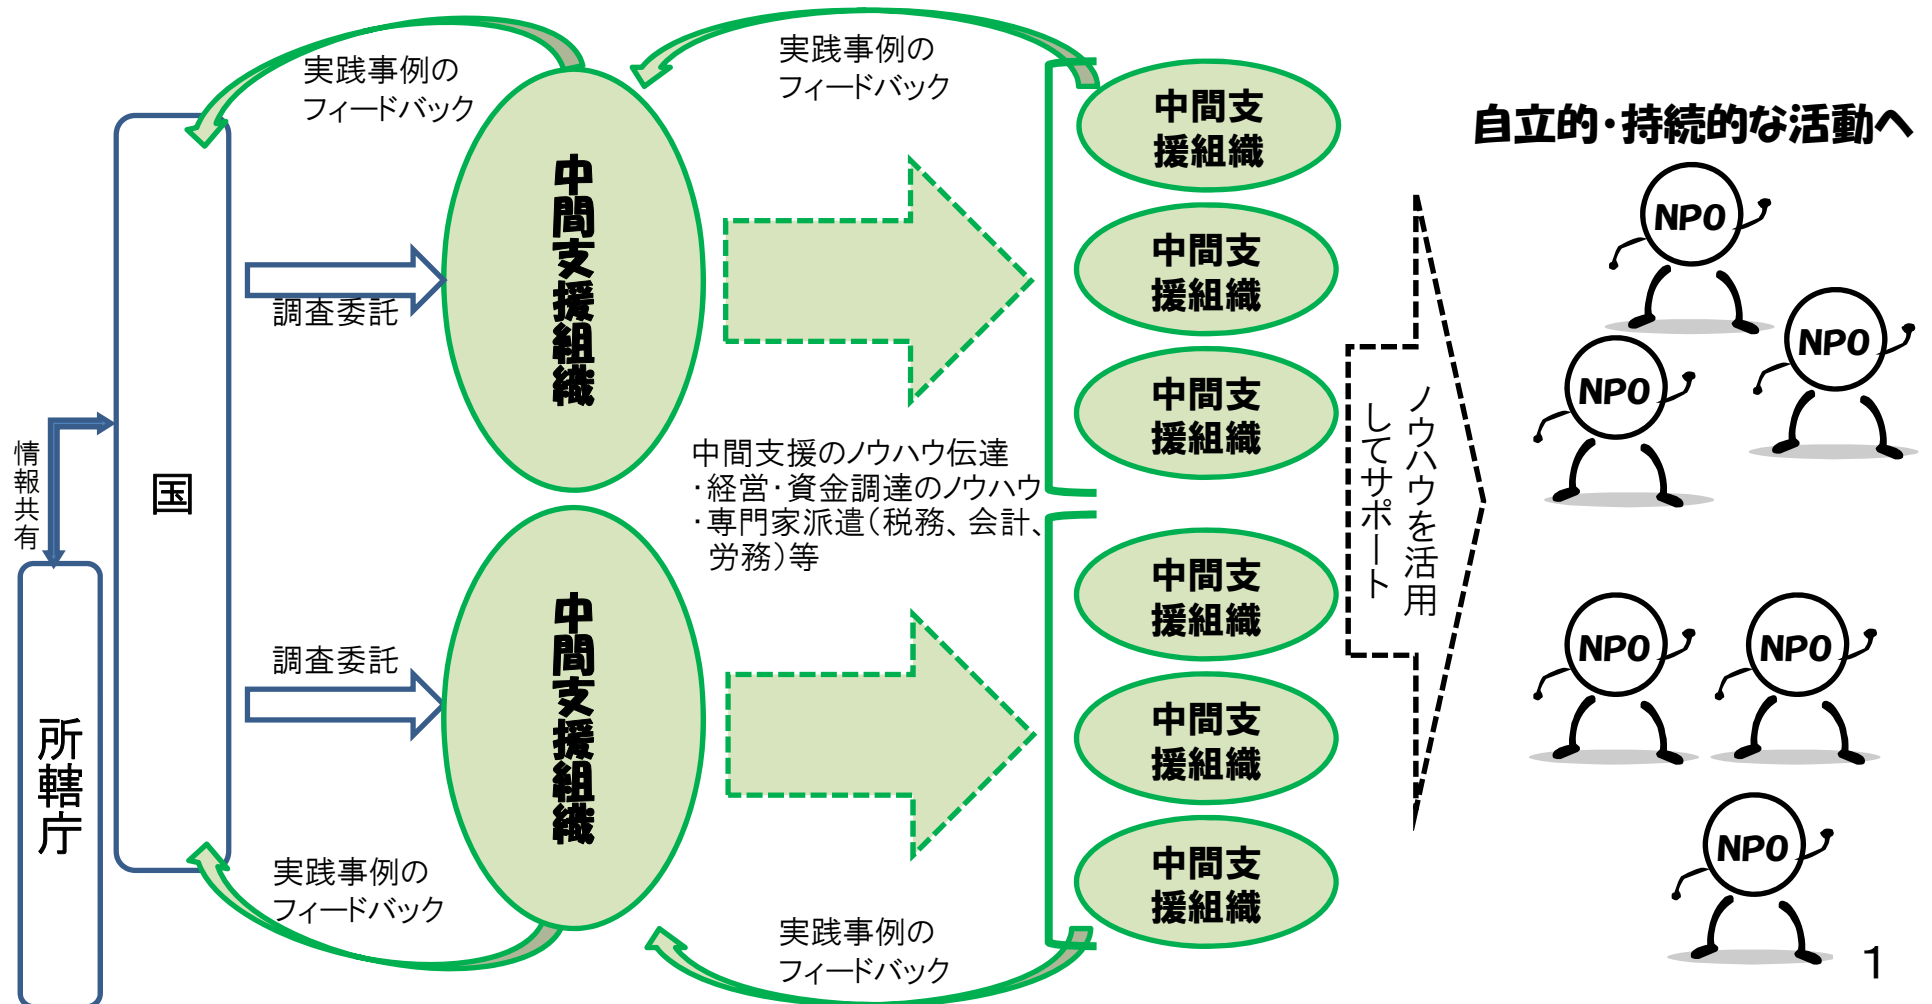 実践事例の
フィードバック
実践事例の
フィードバック
自立的・持続的な活動へ
情報共有
国
所轄庁
調査委託
調査委託
中間支援組織
中間支援組織
中間支援のノウハウ伝達
・経営・資金調達のノウハウ
・専門家派遣（税務、会計、
労務）等
中間支
援組織
中間支
援組織
中間支
援組織
中間支
援組織
中間支
援組織
中間支
援組織
ノウハウを活用
してサポート
NPO
NPO
NPO
NPO
NPO
NPO
実践事例の
フィードバック
実践事例の
フィードバック
1